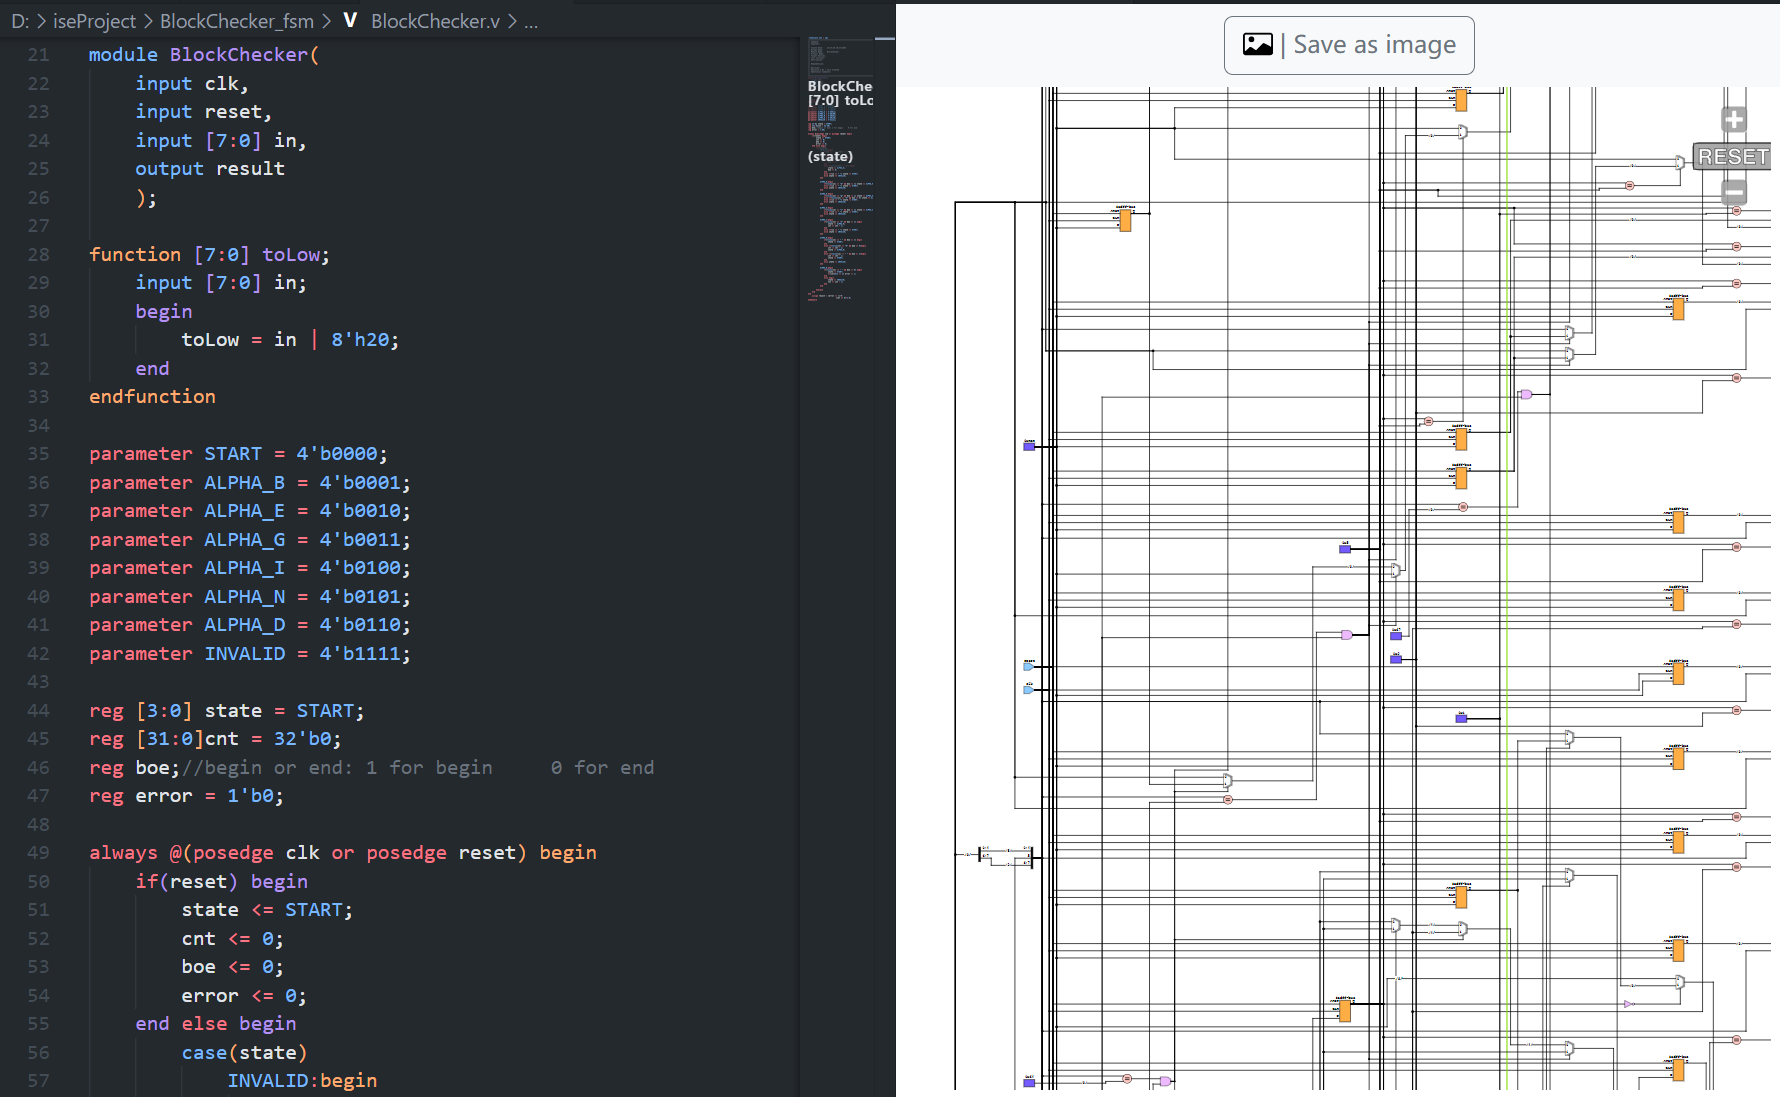 D: > iseProject > BlockChecker_fsm > V BlockChecker.v > ...
21 module BlockChecker(
22 input clk,
23 input reset,
24 input [7:0] in,
25 output result
26 );
27
28 function [7:0] toLow;
29 input [7:0] in;
30 begin
31 toLow = in | 8'h20;
32 end
33 endfunction
34
35 parameter START = 4'b0000;
36 parameter ALPHA_B = 4'b0001;
37 parameter ALPHA_E = 4'b0010;
38 parameter ALPHA_G = 4'b0011;
39 parameter ALPHA_I = 4'b0100;
40 parameter ALPHA_N = 4'b0101;
41 parameter ALPHA_D = 4'b0110;
42 parameter INVALID = 4'b1111;
43
44 reg [3:0] state = START;
45 reg [31:0]cnt = 32'b0;
46 reg boe;//begin or end: 1 for begin     0 for end
47 reg error = 1'b0;
48
49 always @(posedge clk or posedge reset) begin
50 if(reset) begin
51 state <= START;
52 cnt <= 0;
53 boe <= 0;
54 error <= 0;
55 end else begin
56 case(state)
57 INVALID:begin
BlockChe
[7:0] toLo
(state)
| Save as image
+
RESET
−